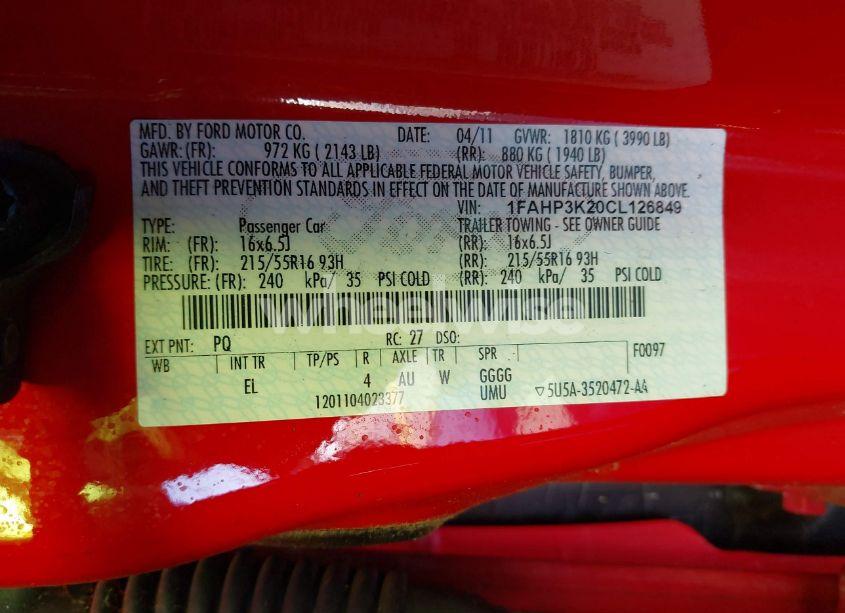 MFD. BY FORD MOTOR CO. DATE: 04/11 GVWR: 1810 KG ( 3990 LB)
GAWR: (FR): 972 KG ( 2143 LB) (RR): 880 KG ( 1940 LB)
THIS VEHICLE CONFORMS TO ALL APPLICABLE FEDERAL MOTOR VEHICLE SAFETY, BUMPER,
AND THEFT PREVENTION STANDARDS IN EFFECT ON THE DATE OF MANUFACTURE SHOWN ABOVE.
VIN: 1FAHP3K20CL126849
TYPE: Passenger Car TRAILER TOWING - SEE OWNER GUIDE
RIM: (FR): 16x6.5J (RR): 16x6.5J
TIRE: (FR): 215/55R16 93H (RR): 215/55R16 93H
PRESSURE: (FR): 240 kPa/ 35 PSI COLD (RR): 240 kPa/ 35 PSI COLD
WheelWise
EXT PNT: PQ RC: 27 DSO:
WB INT TR TP/PS R AXLE TR SPR F0097
EL 4 AU W GGGG
UMU ▽5U5A-3520472-AA
1201104023377